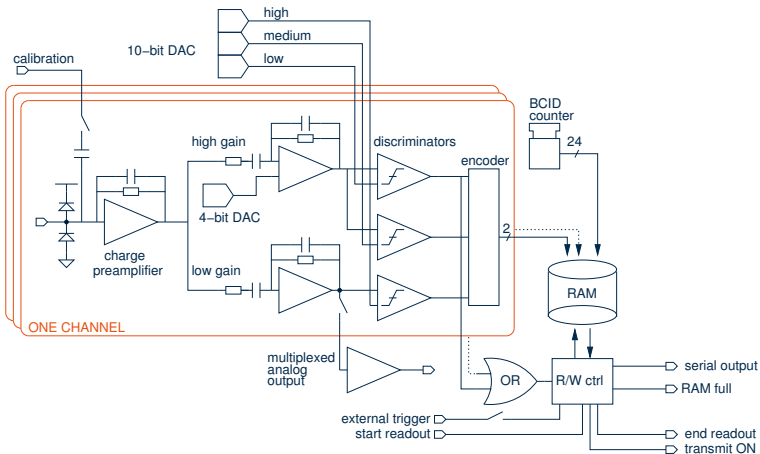 high
10−bit DAC
medium
low
calibration
BCID
counter
24
high gain
discriminators
encoder
4−bit DAC
2
charge
preamplifier
low gain
RAM
ONE CHANNEL
multiplexed
analog
output
OR
R/W ctrl
serial output
RAM full
external trigger
start readout
end readout
transmit ON